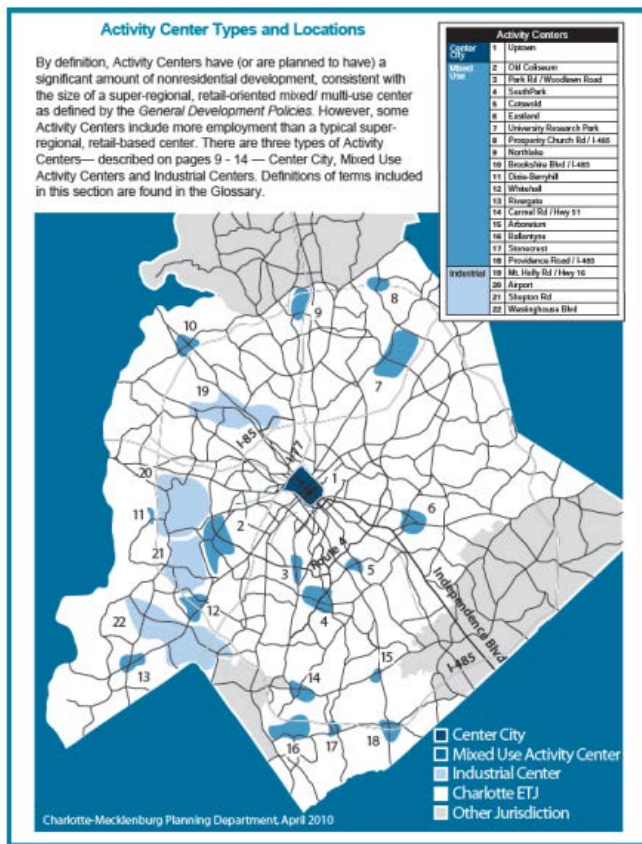 Activity Center Types and Locations
By definition, Activity Centers have (or are planned to have) a
significant amount of nonresidential development, consistent with
the size of a super-regional, retail-oriented mixed/ multi-use center
as defined by the General Development Policies. However, some
Activity Centers include more employment than a typical super-
regional, retail-based center. There are three types of Activity
Centers— described on pages 9 - 14 — Center City, Mixed Use
Activity Centers and Industrial Centers. Definitions of terms included
in this section are found in the Glossary.
Activity Centers
Center City 1 Uptown
Mixed Use 2 Old Coliseum
3 Park Rd / Woodlawn Road
4 SouthPark
5 Cotswold
6 Eastland
7 University Research Park
8 Prosperity Church Rd / I-485
9 Northlake
10 Brookshire Blvd / I-485
11 Dixie-Berryhill
12 Whitehall
13 Rivergate
14 Carmel Rd / Hwy 51
15 Arboretum
16 Ballantyne
17 Stonecrest
18 Providence Road / I-485
Industrial 19 Mt. Holly Rd / Hwy 16
20 Airport
21 Shopton Rd
22 Westinghouse Blvd
8
9
10
7
19
I-85
I-77
20
1
11
2
6
21
3
Route 4
5
Independence Blvd
12
4
22
I-485
13
15
14
16
17
18
Center City
Mixed Use Activity Center
Industrial Center
Charlotte ETJ
Other Jurisdiction
Charlotte-Mecklenburg Planning Department, April 2010